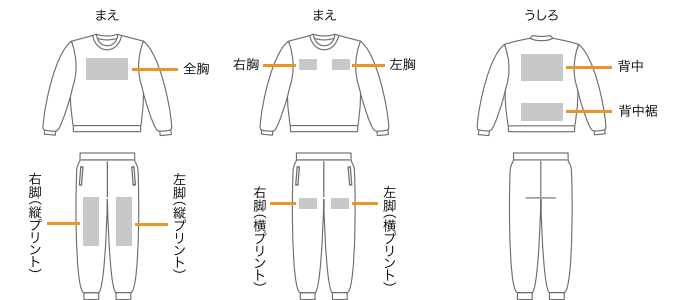 まえ
まえ
うしろ
全胸
右胸
左胸
背中
背中裾
右脚(縦プリント)
左脚(縦プリント)
右脚(横プリント)
左脚(横プリント)